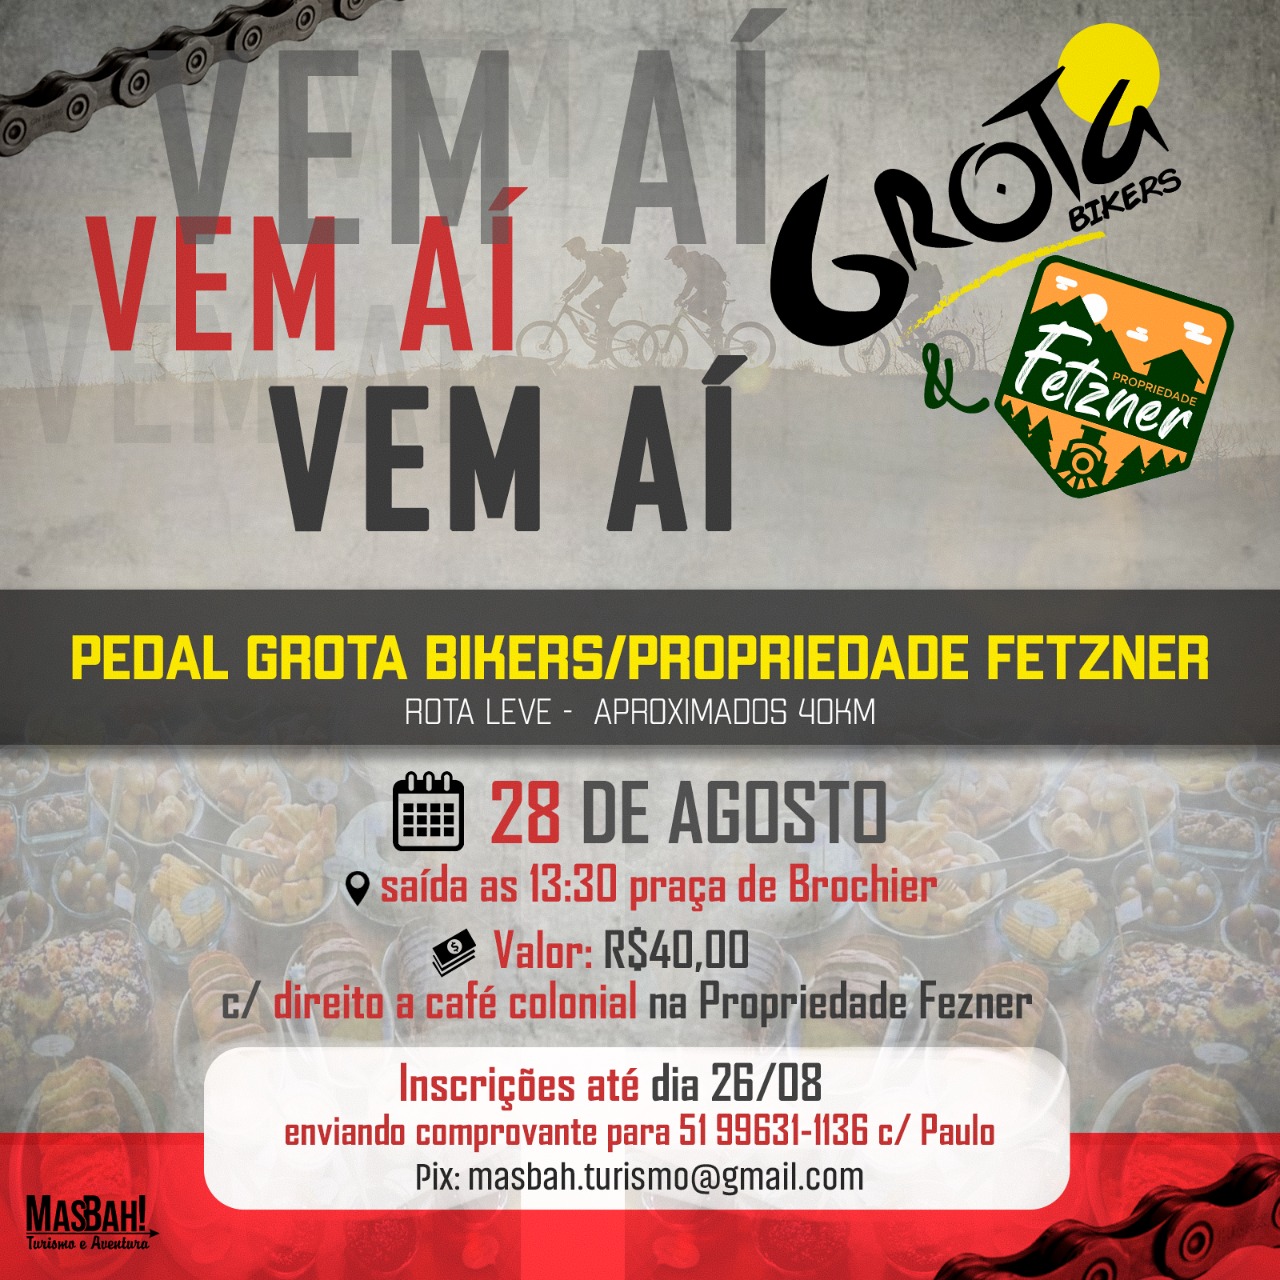 VEM AÍ
VEM AÍ
VEM AÍ
VEM AÍ
GROTA
BIKERS
&
PROPRIEDADE
Fetzner
PEDAL GROTA BIKERS/PROPRIEDADE FETZNER
ROTA LEVE - APROXIMADOS 40KM
28 DE AGOSTO
saída as 13:30 praça de Brochier
Valor: R$40,00
c/ direito a café colonial na Propriedade Fezner
Inscrições até dia 26/08
enviando comprovante para 51 99631-1136 c/ Paulo
Pix: masbah.turismo@gmail.com
MASBAH!
Turismo e Aventura